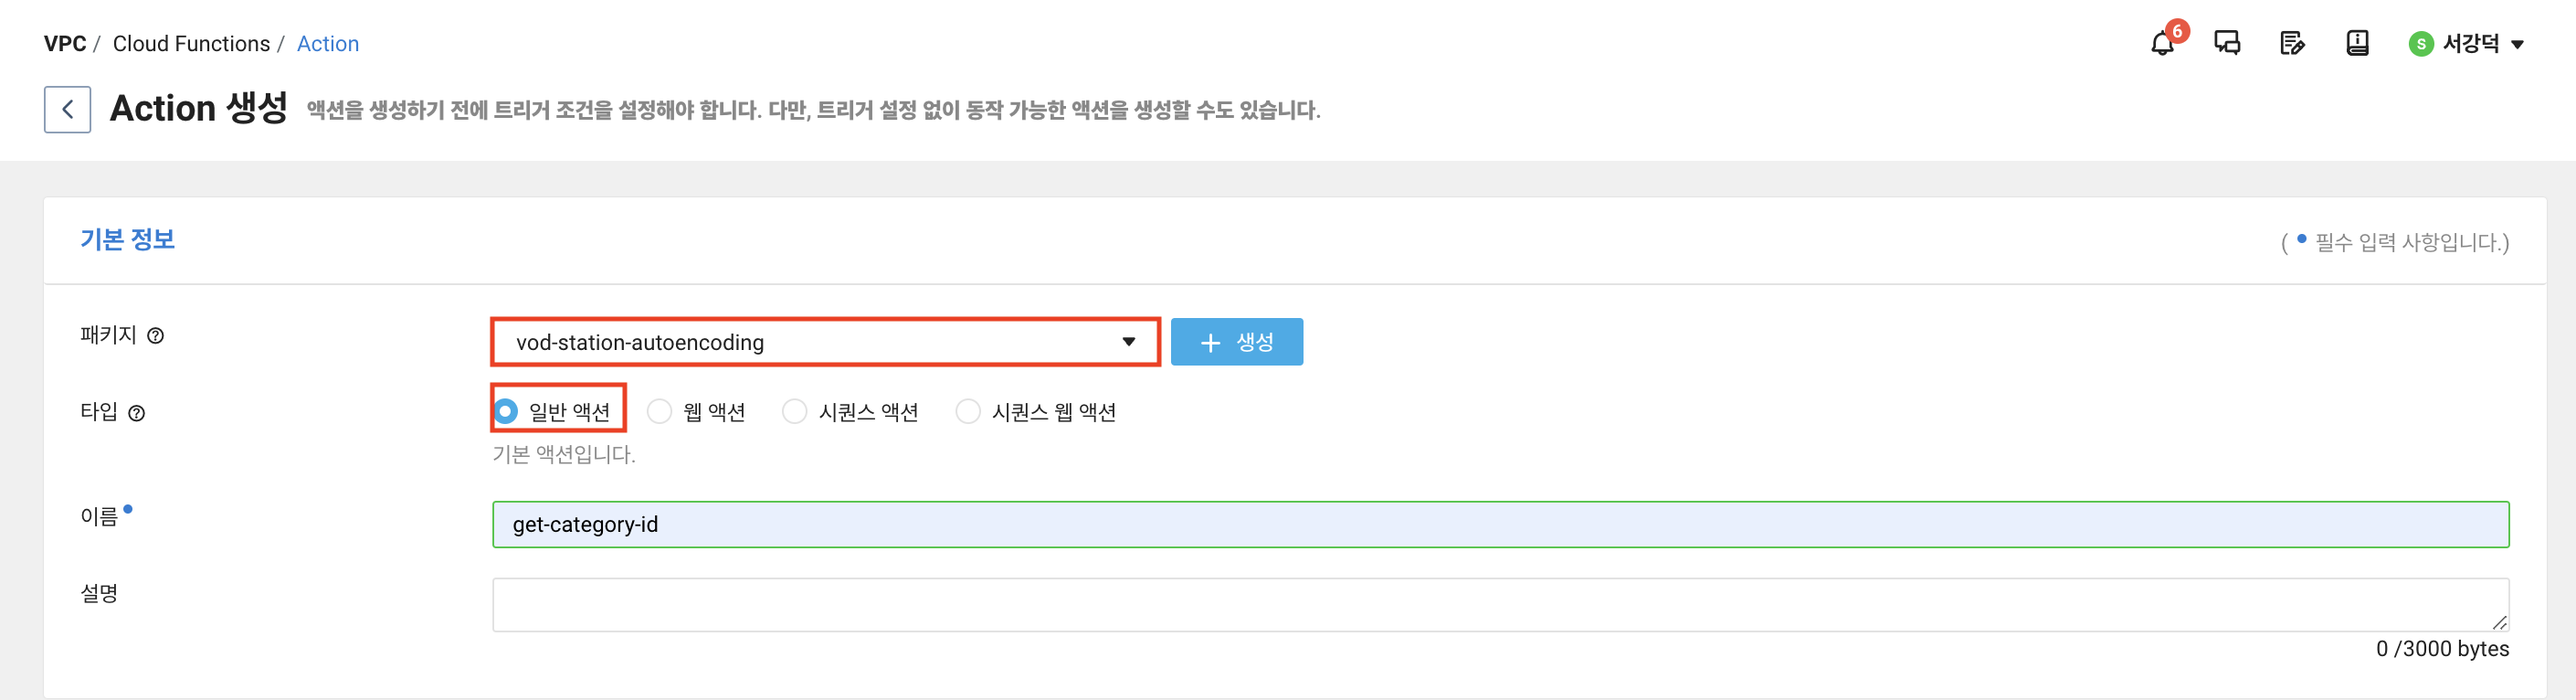 VPC / Cloud Functions / Action
6
S 서강덕
Action 생성 액션을 생성하기 전에 트리거 조건을 설정해야 합니다. 다만, 트리거 설정 없이 동작 가능한 액션을 생성할 수도 있습니다.
기본 정보
( • 필수 입력 사항입니다.)
패키지 ?
vod-station-autoencoding
+ 생성
타입 ?
일반 액션 웹 액션 시퀀스 액션 시퀀스 웹 액션
기본 액션입니다.
이름 •
get-category-id
설명
0 /3000 bytes